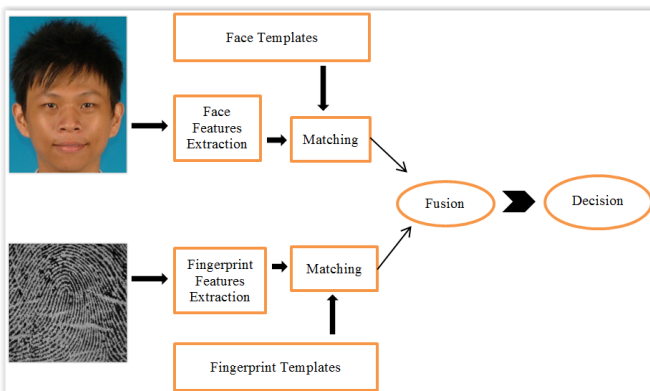 Face Templates
Face
Features
Extraction
Matching
Fusion
Decision
Fingerprint
Features
Extraction
Matching
Fingerprint Templates